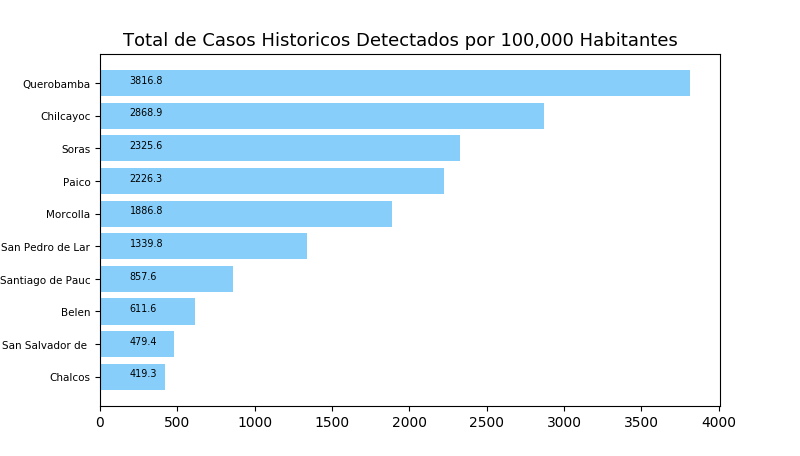 Total de Casos Historicos Detectados por 100,000 Habitantes
Querobamba 3816.8
Chilcayoc 2868.9
Soras 2325.6
Paico 2226.3
Morcolla 1886.8
San Pedro de Lar 1339.8
Santiago de Pauc 857.6
Belen 611.6
San Salvador de 479.4
Chalcos 419.3
0 500 1000 1500 2000 2500 3000 3500 4000